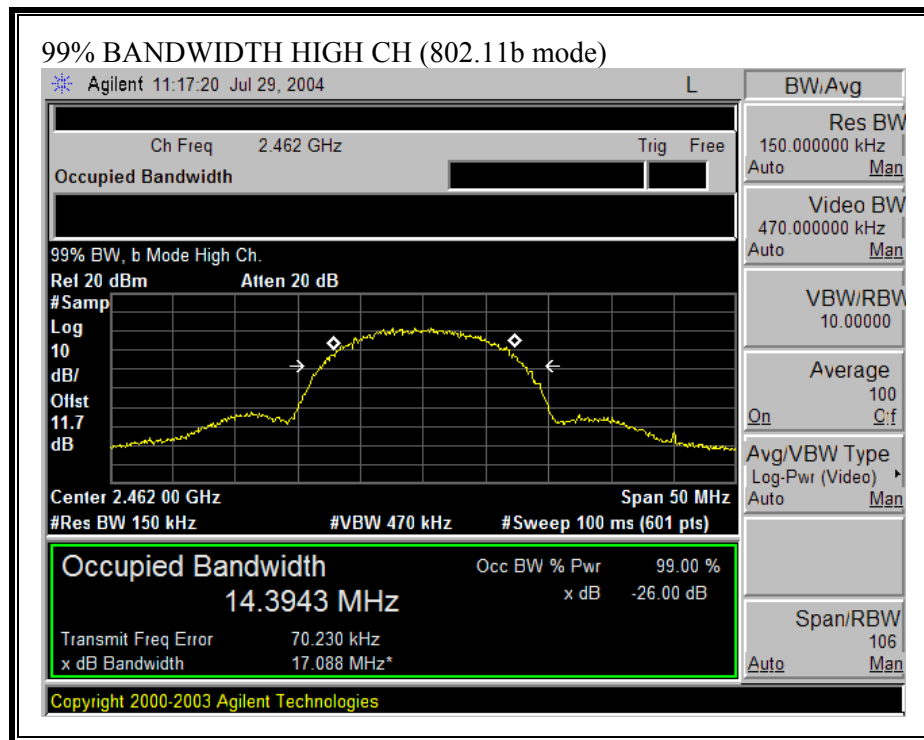 99% BANDWIDTH HIGH CH (802.11b mode)
Agilent 11:17:20 Jul 29, 2004 L
Ch Freq 2.462 GHz Trig Free
Occupied Bandwidth
99% BW, b Mode High Ch.
Ref 20 dBm Atten 20 dB
#Samp
Log
10
dB/
Offst
11.7
dB
Center 2.462 00 GHz Span 50 MHz
#Res BW 150 kHz #VBW 470 kHz #Sweep 100 ms (601 pts)
Occupied Bandwidth Occ BW % Pwr 99.00 %
14.3943 MHz x dB -26.00 dB
Transmit Freq Error 70.230 kHz
x dB Bandwidth 17.088 MHz*
Copyright 2000-2003 Agilent Technologies
BW/Avg
Res BW
150.000000 kHz
Auto Man
Video BW
470.000000 kHz
Auto Man
VBW/RBW
10.00000
Average
100
On
Avg/VBW Type
Log-Pwr (Video)
Auto Man
Span/RBW
106
Auto Man